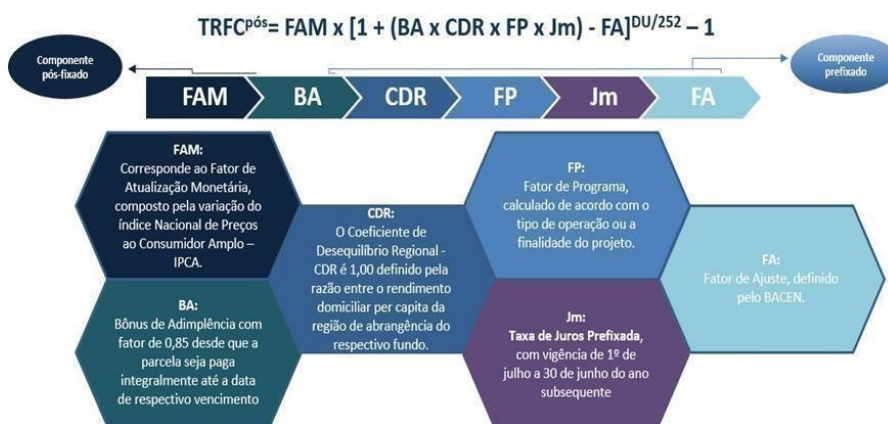 TRFCpós= FAM x [1 + (BA x CDR x FP x Jm) - FA]DU/252 – 1
Componente
pós-fixado
Componente
prefixado
FAM
BA
CDR
FP
Jm
FA
FAM:
Corresponde ao Fator de
Atualização Monetária,
composto pela variação do
índice Nacional de Preços
ao Consumidor Amplo –
IPCA.
BA:
Bônus de Adimplência com
fator de 0,85 desde que a
parcela seja paga
integralmente até a data
de respectivo vencimento
CDR:
O Coeficiente de
Desequilíbrio Regional -
CDR é 1,00 definido pela
razão entre o rendimento
domiciliar per capita da
região de abrangência do
respectivo fundo.
FP:
Fator de Programa,
calculado de acordo com o
tipo de operação ou a
finalidade do projeto.
Jm:
Taxa de Juros Prefixada,
com vigência de 1º de
julho a 30 de junho do ano
subsequente
FA:
Fator de Ajuste, definido
pelo BACEN.